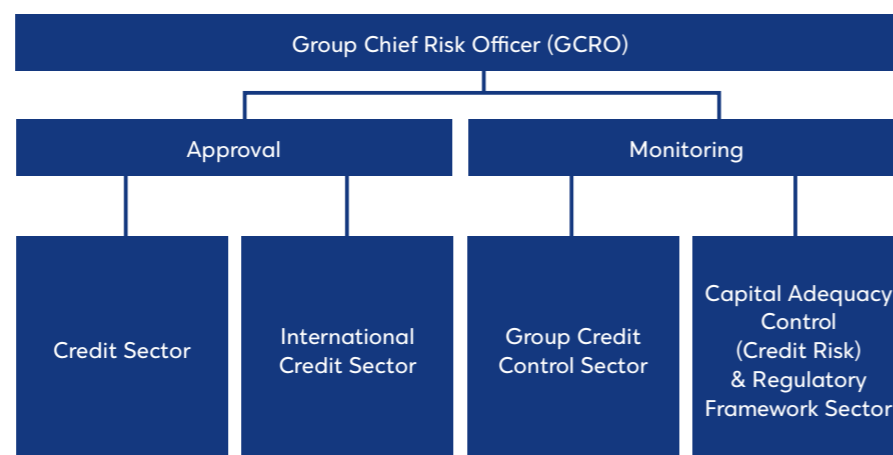 Group Chief Risk Officer (GCRO)
Approval
Monitoring
Credit Sector
International
Credit Sector
Group Credit
Control Sector
Capital Adequacy
Control
(Credit Risk)
& Regulatory
Framework Sector